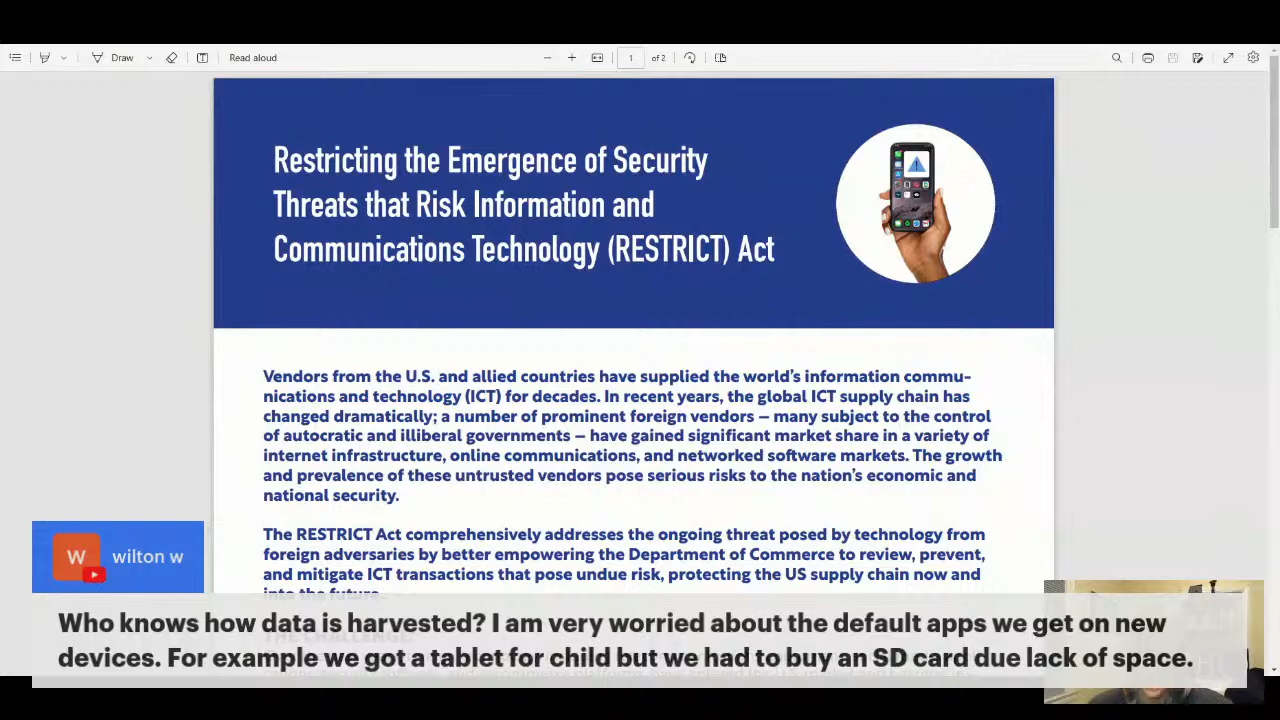 Draw
Read aloud
1
of 2
Restricting the Emergence of Security
Threats that Risk Information and
Communications Technology (RESTRICT) Act
Vendors from the U.S. and allied countries have supplied the world's information commu-
nications and technology (ICT) for decades. In recent years, the global ICT supply chain has
changed dramatically; a number of prominent foreign vendors – many subject to the control
of autocratic and illiberal governments – have gained significant market share in a variety of
internet infrastructure, online communications, and networked software markets. The growth
and prevalence of these untrusted vendors pose serious risks to the nation's economic and
national security.
The RESTRICT Act comprehensively addresses the ongoing threat posed by technology from
foreign adversaries by better empowering the Department of Commerce to review, prevent,
and mitigate ICT transactions that pose undue risk, protecting the US supply chain now and
into the future.
THE CHALLENGE:
W
wilton w
Who knows how data is harvested? I am very worried about the default apps we get on new
devices. For example we got a tablet for child but we had to buy an SD card due lack of space.